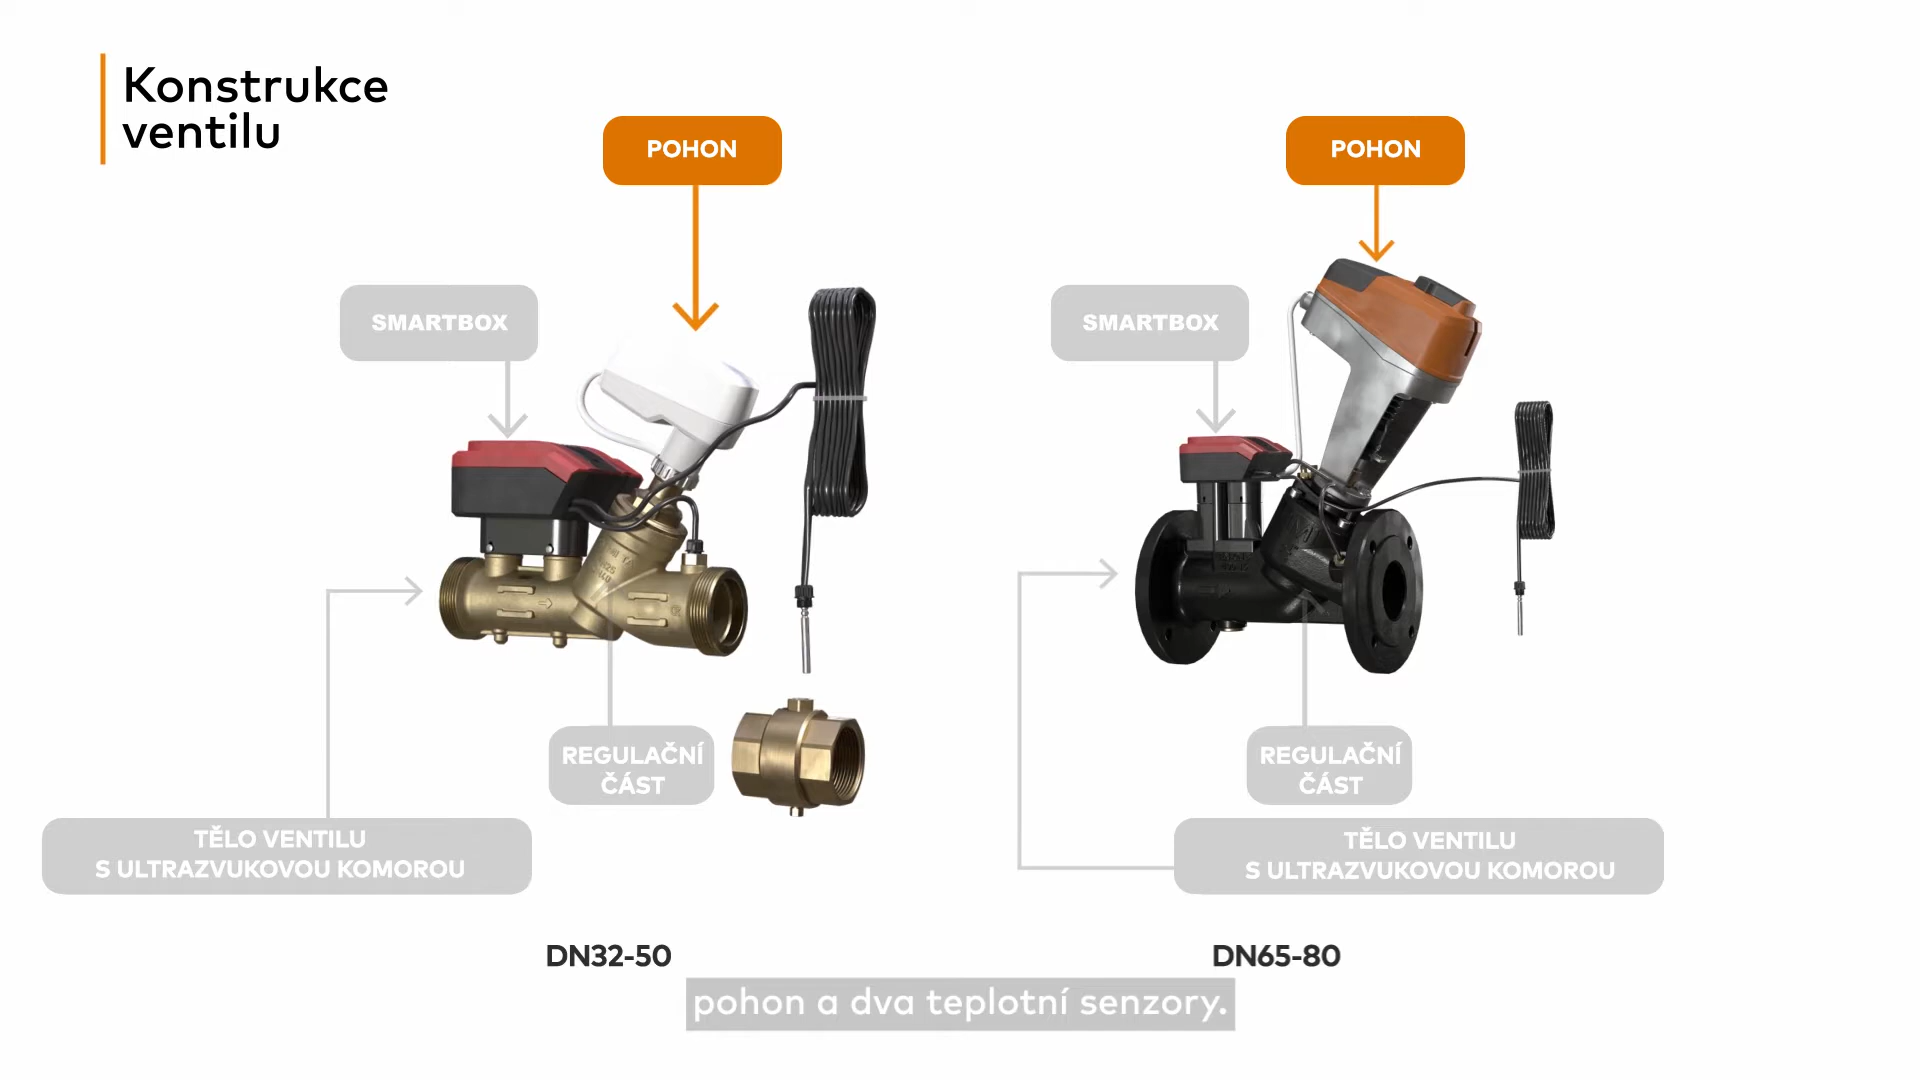 Konstrukce
ventilu
POHON
POHON
SMARTBOX
SMARTBOX
REGULAČNÍ
ČÁST
REGULAČNÍ
ČÁST
TĚLO VENTILU
S ULTRAZVUKOVOU KOMOROU
TĚLO VENTILU
S ULTRAZVUKOVOU KOMOROU
DN32-50
DN65-80
pohon a dva teplotní senzory.